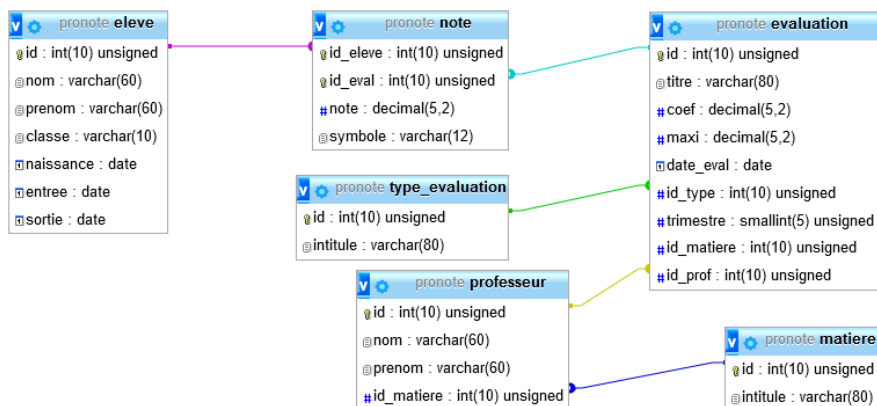 pronote eleve
id : int(10) unsigned
nom : varchar(60)
prenom : varchar(60)
classe : varchar(10)
naissance : date
entree : date
sortie : date
pronote note
id_eleve : int(10) unsigned
id_eval : int(10) unsigned
#note : decimal(5,2)
symbole : varchar(12)
pronote evaluation
id : int(10) unsigned
titre : varchar(80)
#coef : decimal(5,2)
#maxi : decimal(5,2)
date_eval : date
#id_type : int(10) unsigned
#trimestre : smallint(5) unsigned
#id_matiere : int(10) unsigned
#id_prof : int(10) unsigned
pronote type_evaluation
id : int(10) unsigned
intitule : varchar(80)
pronote professeur
id : int(10) unsigned
nom : varchar(60)
prenom : varchar(60)
#id_matiere : int(10) unsigned
pronote matiere
id : int(10) unsigned
intitule : varchar(80)